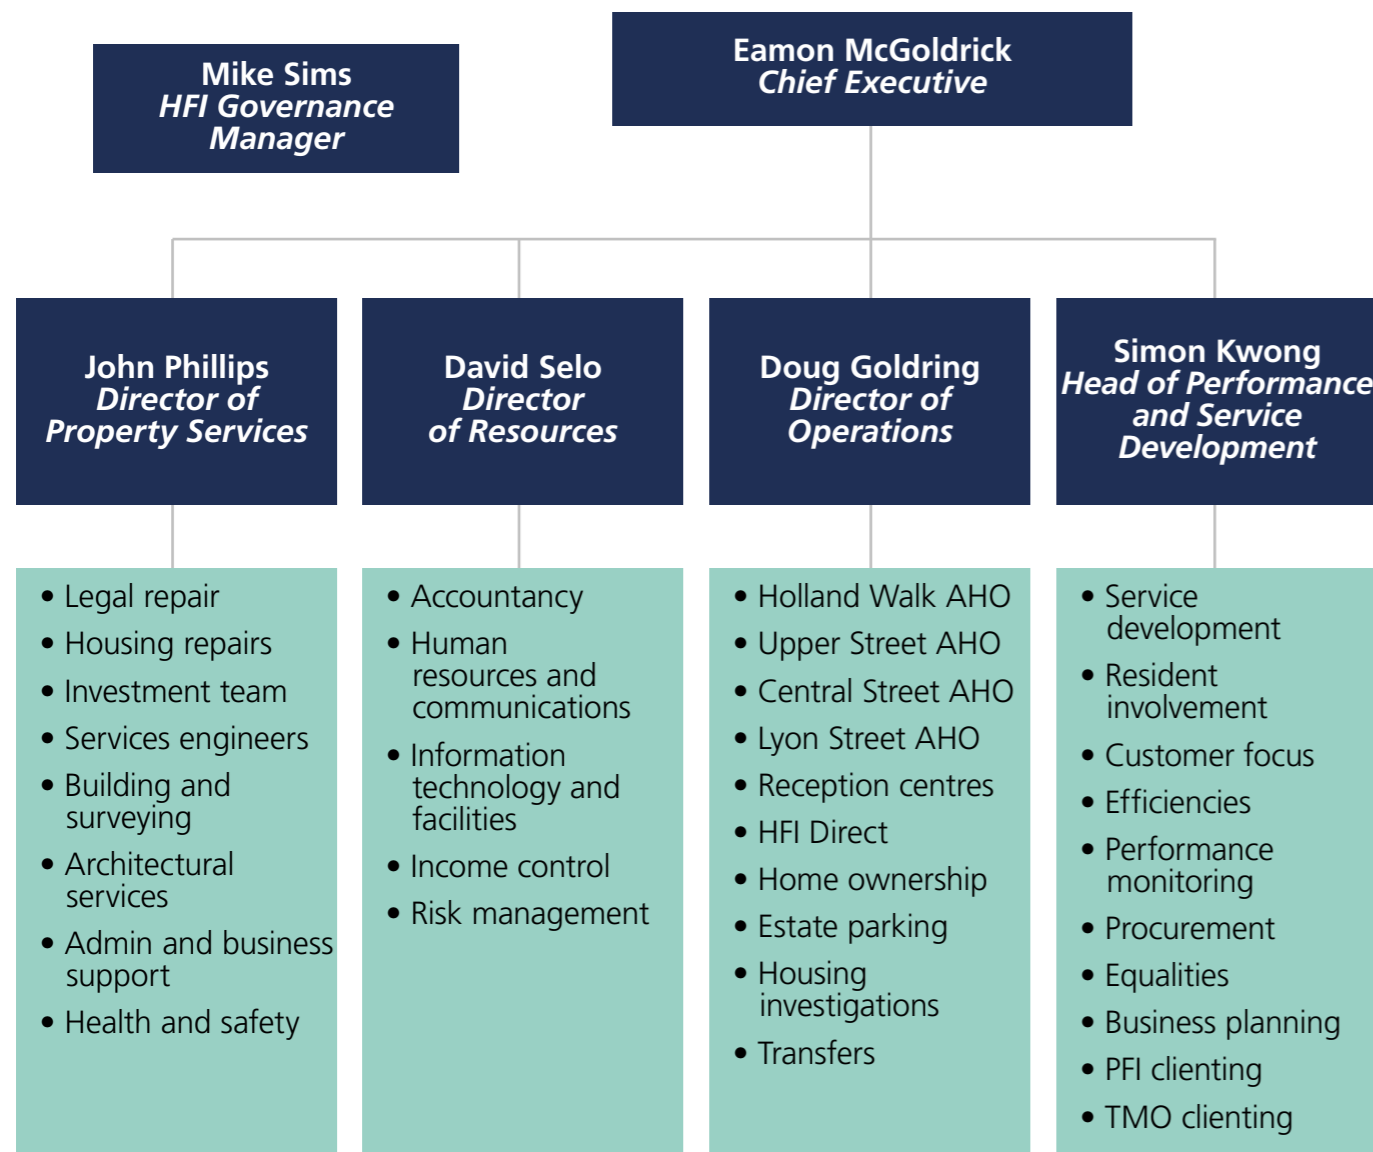 Mike Sims
HFI Governance
Manager
Eamon McGoldrick
Chief Executive
John Phillips
Director of
Property Services
David Selo
Director
of Resources
Doug Goldring
Director of
Operations
Simon Kwong
Head of Performance
and Service
Development
• Legal repair
• Housing repairs
• Investment team
• Services engineers
• Building and
surveying
• Architectural
services
• Admin and business
support
• Health and safety
• Accountancy
• Human
resources and
communications
• Information
technology and
facilities
• Income control
• Risk management
• Holland Walk AHO
• Upper Street AHO
• Central Street AHO
• Lyon Street AHO
• Reception centres
• HFI Direct
• Home ownership
• Estate parking
• Housing
investigations
• Transfers
• Service
development
• Resident
involvement
• Customer focus
• Efficiencies
• Performance
monitoring
• Procurement
• Equalities
• Business planning
• PFI clienting
• TMO clienting